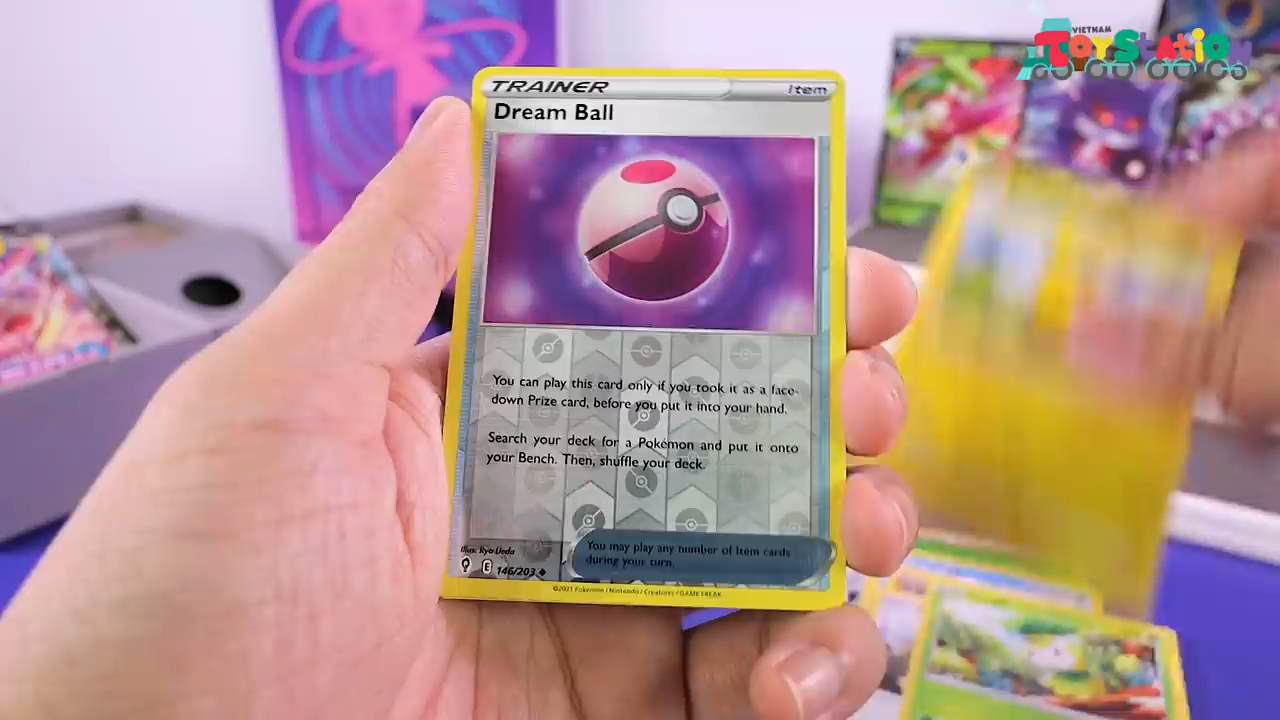 VIETNAM
TOYSTATION
TRAINER
Item
Dream Ball
You can play this card only if you took it as a face-
down Prize card, before you put it into your hand.
Search your deck for a Pokémon and put it onto
your Bench. Then, shuffle your deck.
Illus. Ryo Ueda
You may play any number of Item cards
during your turn.
E 146/203
©2021 Pokémon / Nintendo / Creatures / GAME FREAK